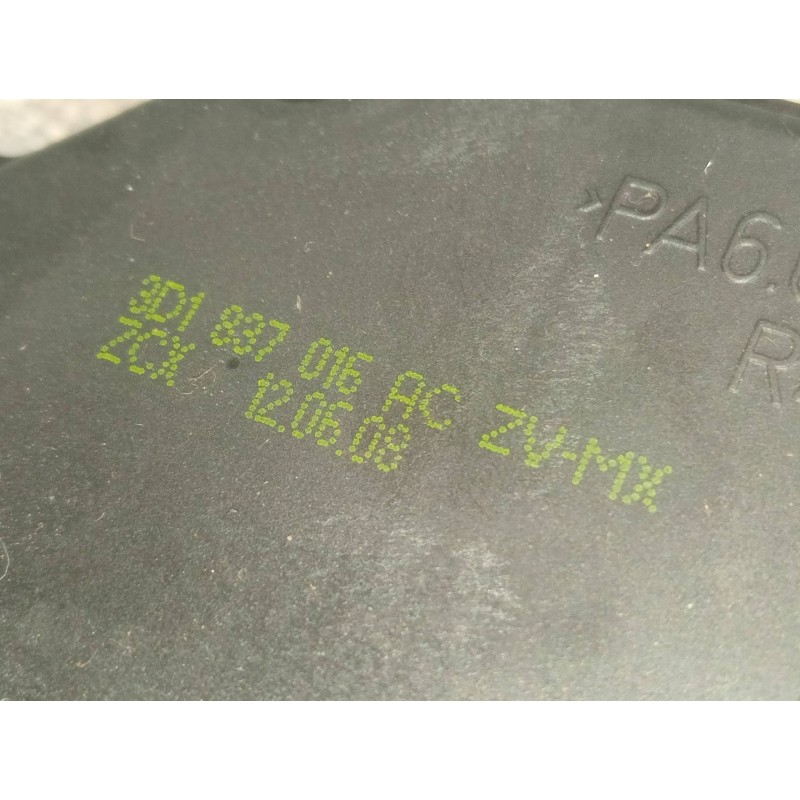 >PA6.
3D1 837 016 AC ZV-MX
ZCX 12.06.08